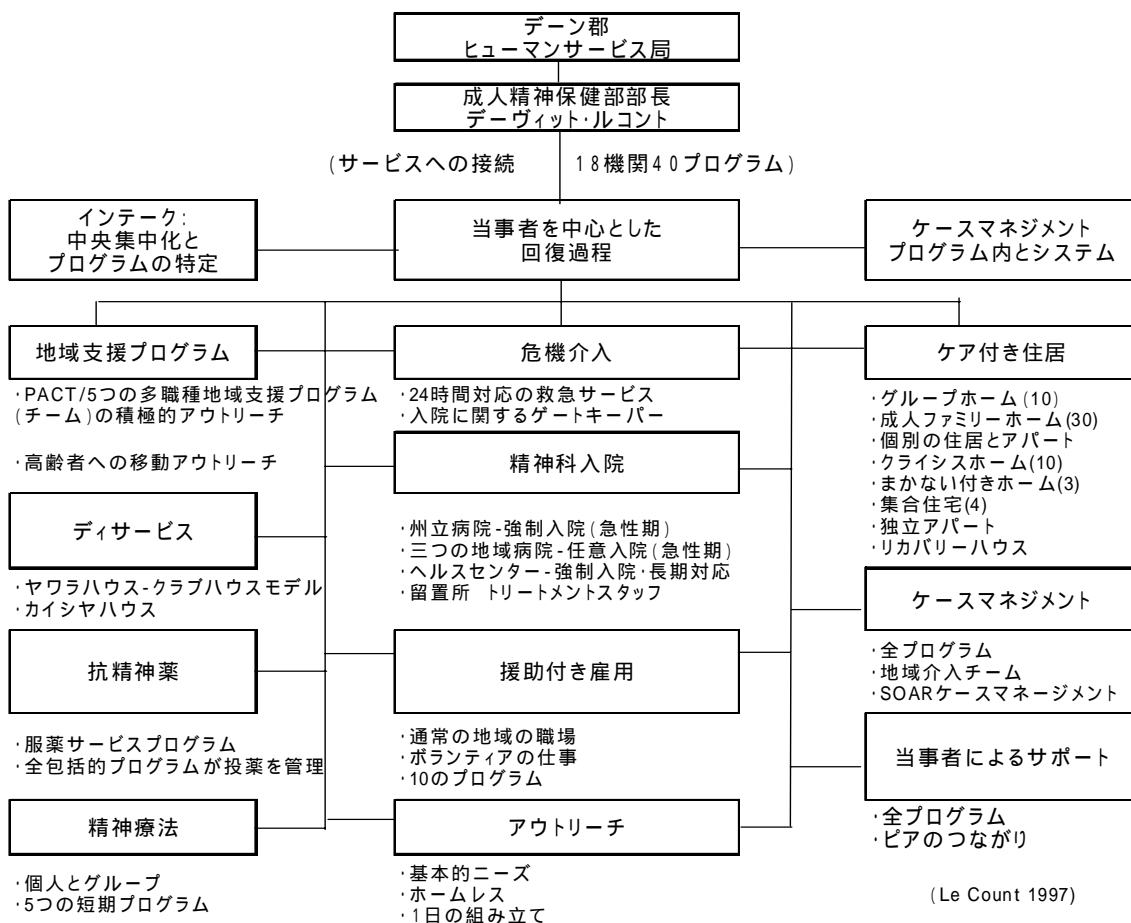 デーン郡
ヒューマンサービス局
成人精神保健部部長
デーヴィット・ルコント
(サービスへの接続 18機関40プログラム)
インテーク:
中央集中化と
プログラムの特定
当事者を中心とした
回復過程
ケースマネジメント
プログラム内とシステム
地域支援プログラム
・PACT/5つの多職種地域支援プログラム
(チーム)の積極的アウトリーチ
・高齢者への移動アウトリーチ
危機介入
・24時間対応の救急サービス
・入院に関するゲートキーパー
ケア付き住居
・グループホーム(10)
・成人ファミリーホーム(30)
・個別の住居とアパート
・クライシスホーム(10)
・まかない付きホーム(3)
・集合住宅(4)
・独立アパート
・リカバリーハウス
精神科入院
・州立病院-強制入院(急性期)
・三つの地域病院-任意入院(急性期)
・ヘルスセンター-強制入院・長期対応
・留置所 トリートメントスタッフ
ディサービス
・ヤワラハウス-クラブハウスモデル
・カイシヤハウス
ケースマネジメント
・全プログラム
・地域介入チーム
・SOARケースマネージメント
抗精神薬
・服薬サービスプログラム
・全包括的プログラムが投薬を管理
援助付き雇用
・通常の地域の職場
・ボランティアの仕事
・10のプログラム
当事者によるサポート
・全プログラム
・ピアのつながり
精神療法
・個人とグループ
・5つの短期プログラム
アウトリーチ
・基本的ニーズ
・ホームレス
・1日の組み立て
(Le Count 1997)